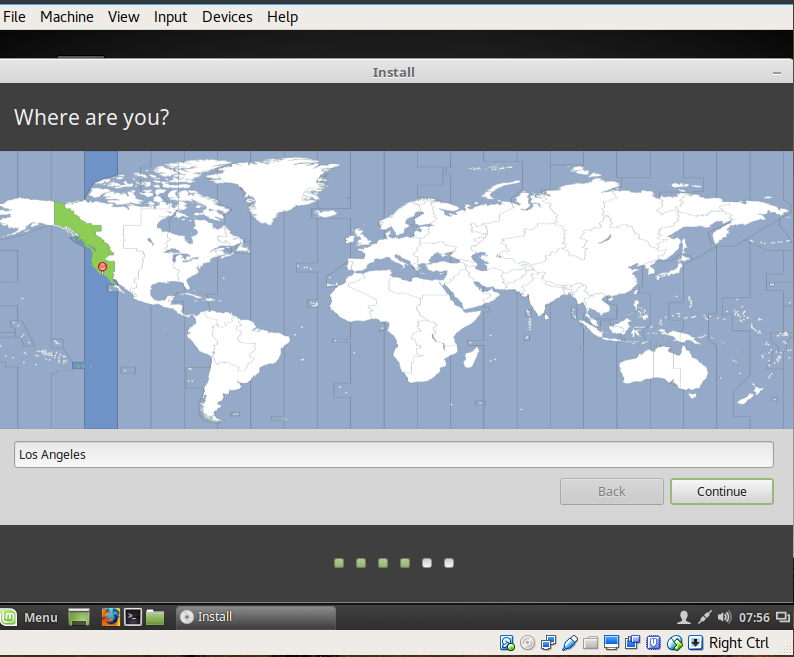 File Machine View Input Devices Help
Install
Where are you?
Los Angeles
Back Continue
Menu Install 07:56
Right Ctrl